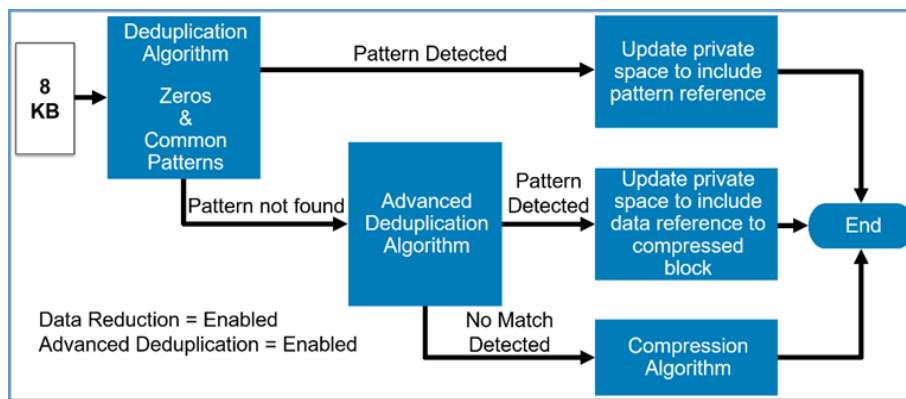 8
KB
Deduplication
Algorithm
Zeros
&
Common
Patterns
Pattern Detected
Update private
space to include
pattern reference
Pattern not found
Advanced
Deduplication
Algorithm
Pattern
Detected
Update private
space to include
data reference to
compressed
block
End
No Match
Detected
Compression
Algorithm
Data Reduction = Enabled
Advanced Deduplication = Enabled